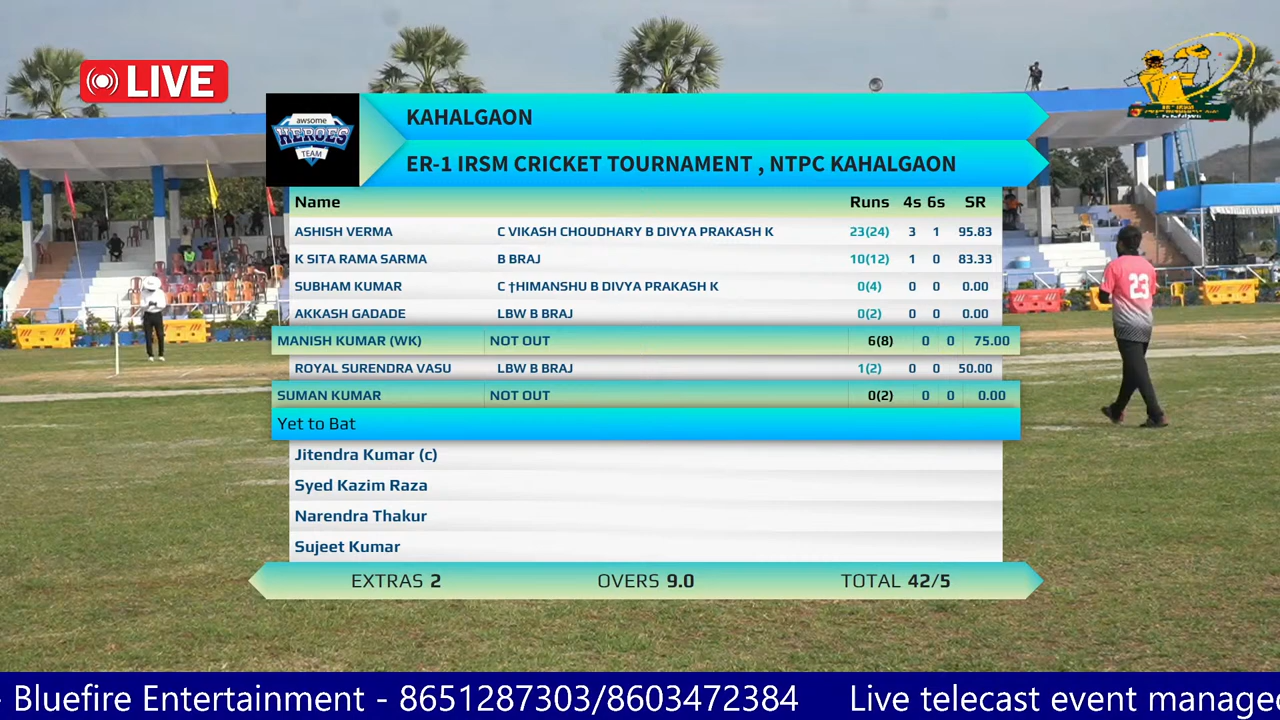 LIVE
awsome
HEROES
TEAM
KAHALGAON
ER-1 IRSM CRICKET TOURNAMENT , NTPC KAHALGAON
Name Runs 4s 6s SR
ASHISH VERMA C VIKASH CHOUDHARY B DIVYA PRAKASH K 23(24) 3 1 95.83
K SITA RAMA SARMA B BRAJ 10(12) 1 0 83.33
SUBHAM KUMAR C †HIMANSHU B DIVYA PRAKASH K 0(4) 0 0 0.00
AKKASH GADADE LBW B BRAJ 0(2) 0 0 0.00
MANISH KUMAR (WK) NOT OUT 6(8) 0 0 75.00
ROYAL SURENDRA VASU LBW B BRAJ 1(2) 0 0 50.00
SUMAN KUMAR NOT OUT 0(2) 0 0 0.00
Yet to Bat
Jitendra Kumar (c)
Syed Kazim Raza
Narendra Thakur
Sujeet Kumar
EXTRAS 2 OVERS 9.0 TOTAL 42/5
23
- Bluefire Entertainment - 8651287303/8603472384 Live telecast event managed